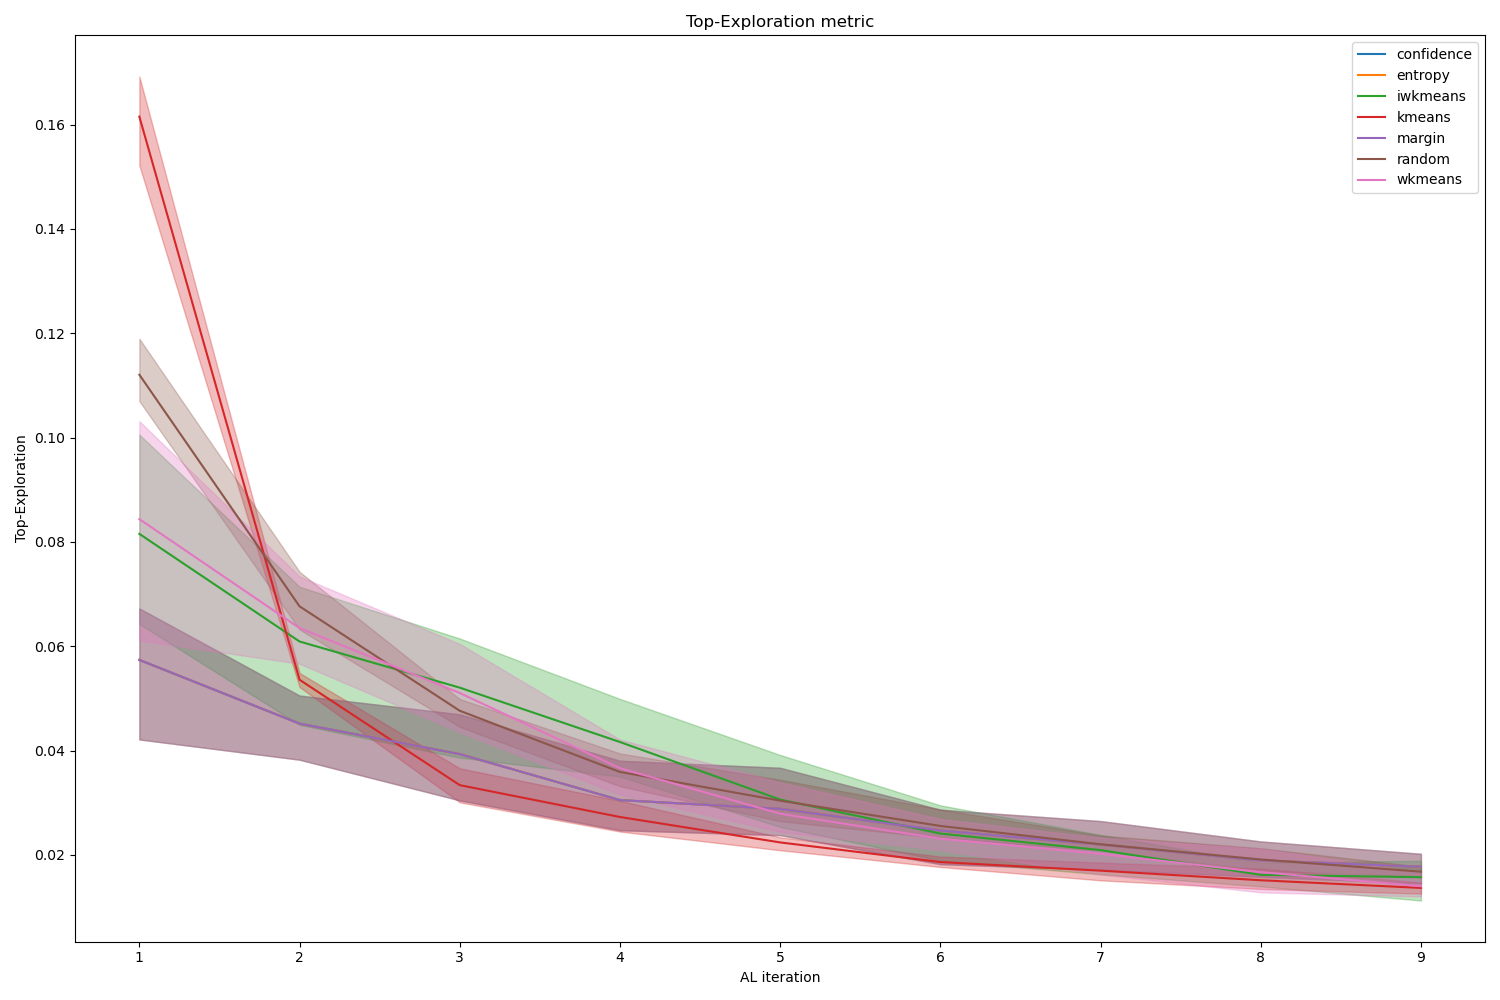 Top-Exploration metric
confidence
entropy
iwkmeans
kmeans
margin
random
wkmeans
0.16
0.14
0.12
0.10
0.08
0.06
0.04
0.02
Top-Exploration
1 2 3 4 5 6 7 8 9
AL iteration